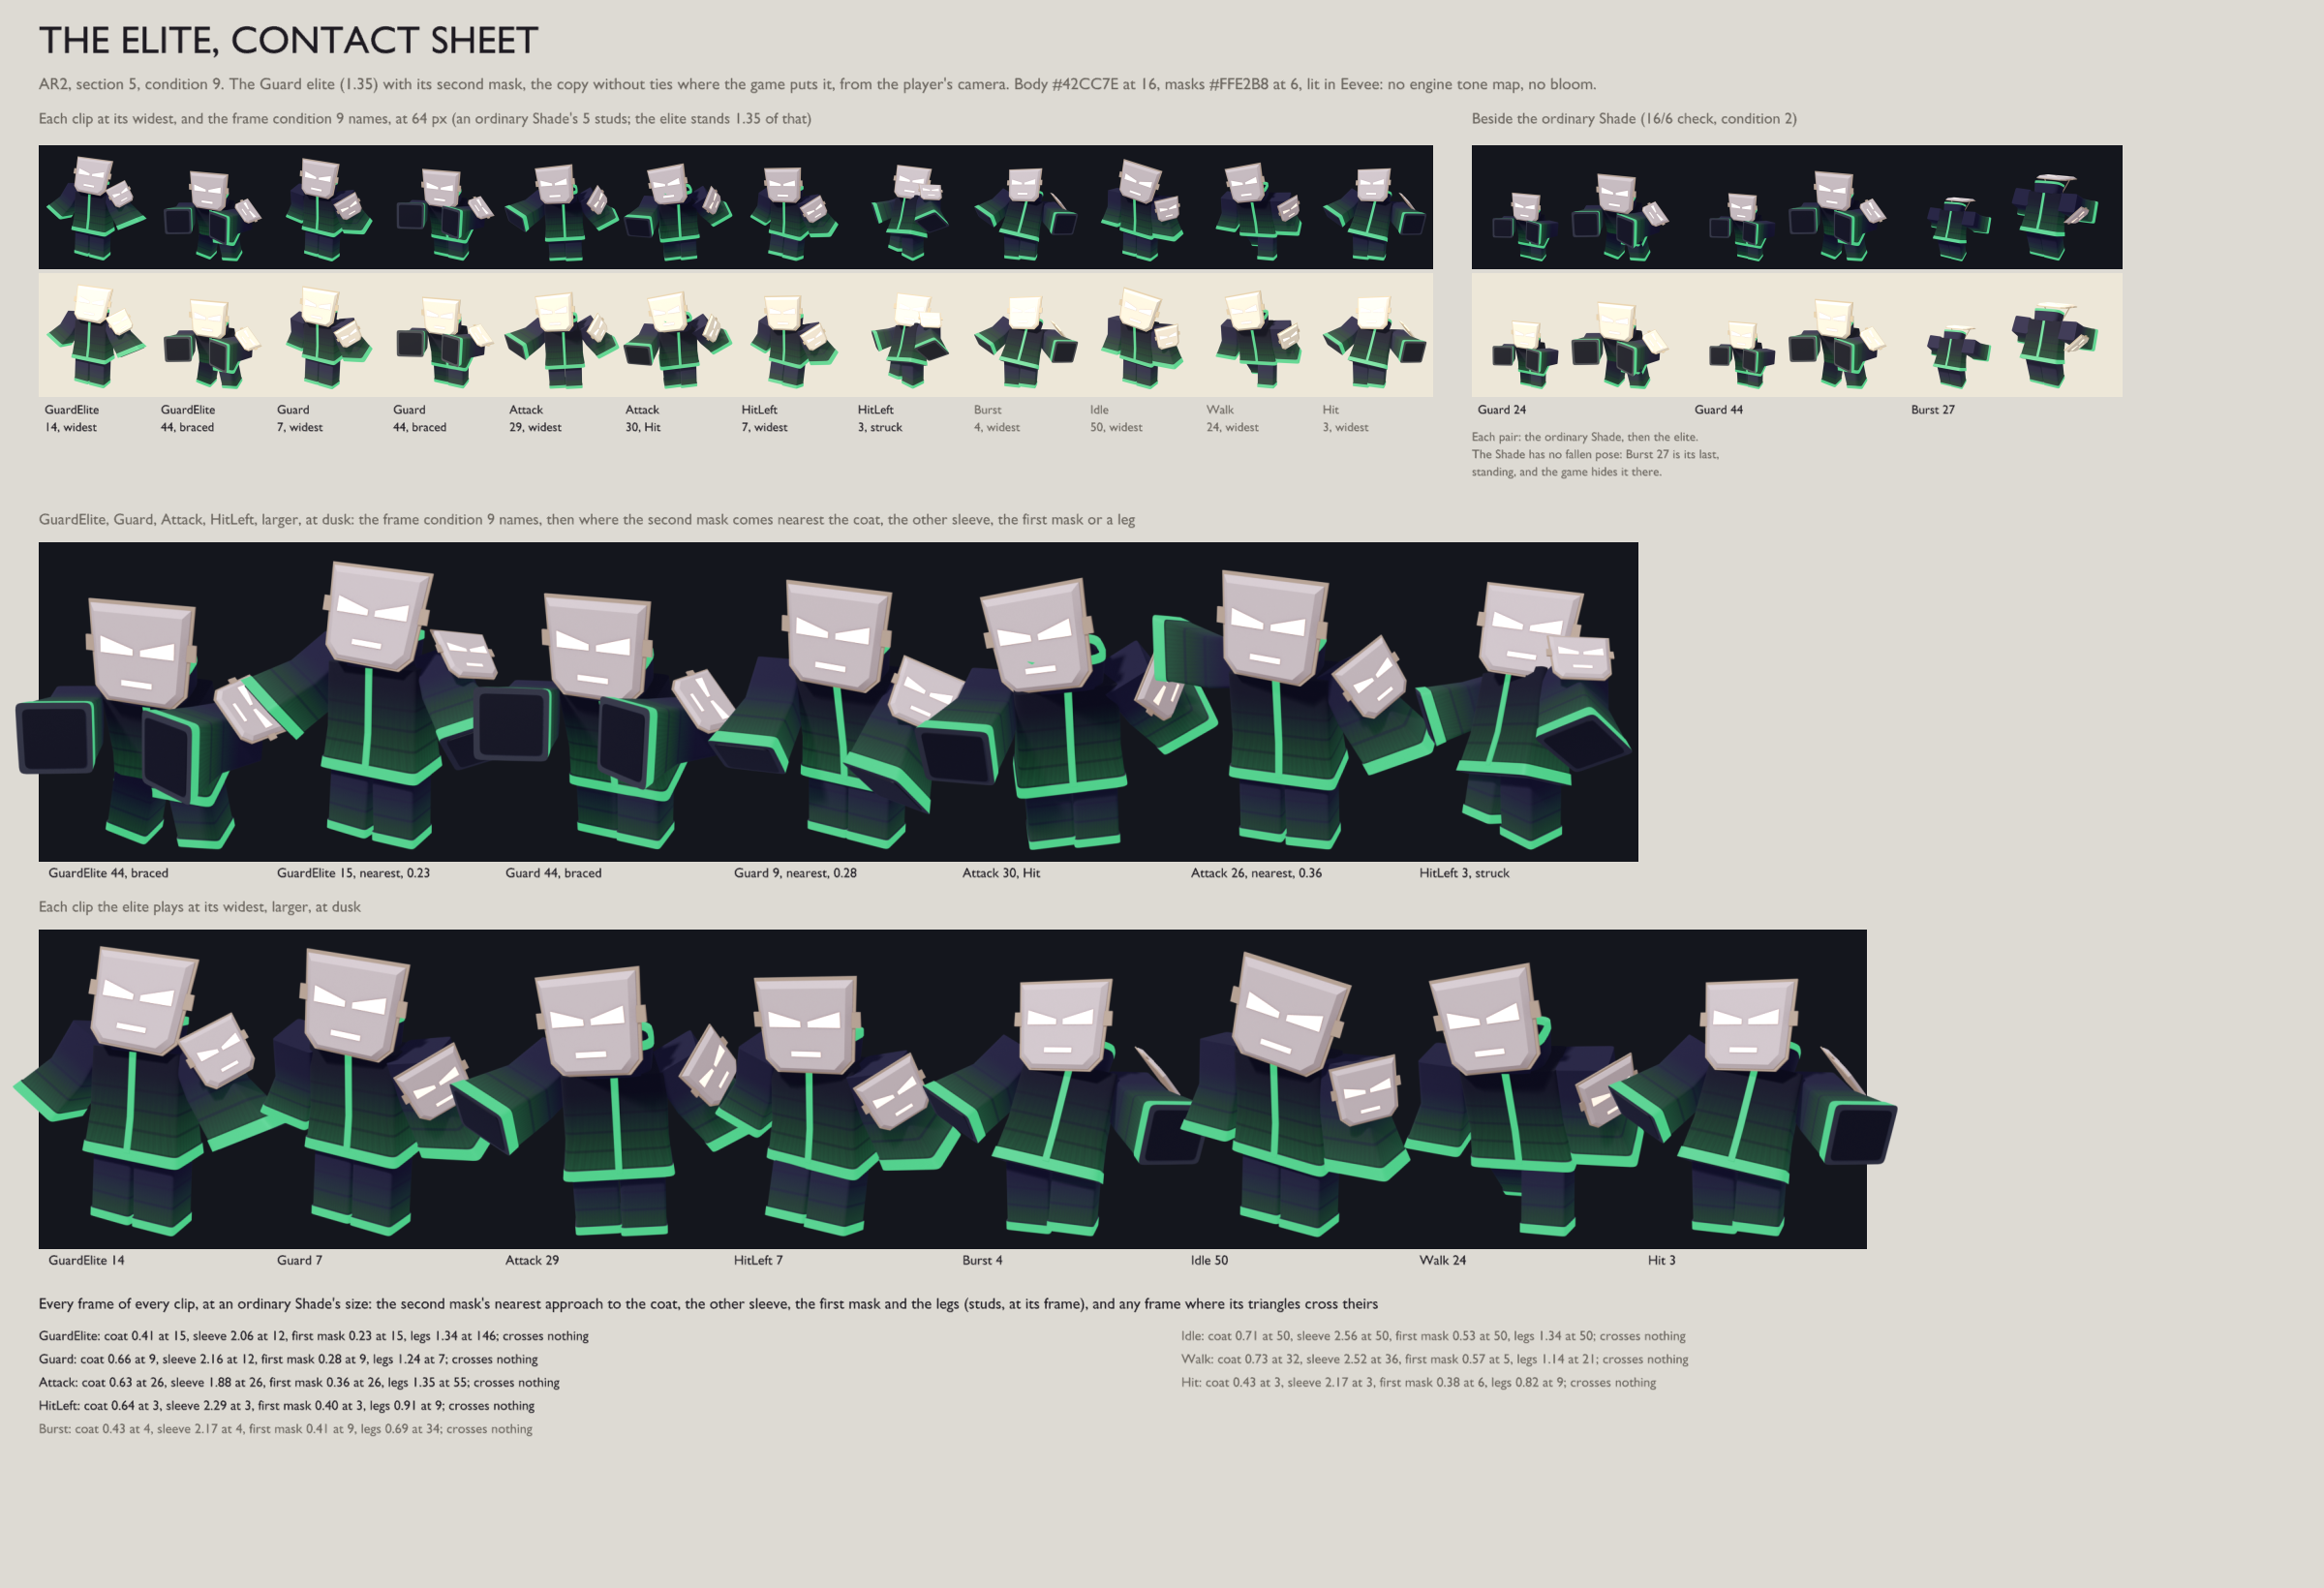 THE ELITE, CONTACT SHEET
AR2, section 5, condition 9. The Guard elite (1.35) with its second mask, the copy without ties where the game puts it, from the player's camera. Body #42CC7E at 16, masks #FFE2B8 at 6, lit in Eevee: no engine tone map, no bloom.
Each clip at its widest, and the frame condition 9 names, at 64 px (an ordinary Shade's 5 studs; the elite stands 1.35 of that)
Beside the ordinary Shade (16/6 check, condition 2)
GuardElite
14, widest
GuardElite
44, braced
Guard
7, widest
Guard
44, braced
Attack
29, widest
Attack
30, Hit
HitLeft
7, widest
HitLeft
3, struck
Burst
4, widest
Idle
50, widest
Walk
24, widest
Hit
3, widest
Guard 24
Guard 44
Burst 27
Each pair: the ordinary Shade, then the elite.
The Shade has no fallen pose: Burst 27 is its last,
standing, and the game hides it there.
GuardElite, Guard, Attack, HitLeft, larger, at dusk: the frame condition 9 names, then where the second mask comes nearest the coat, the other sleeve, the first mask or a leg
GuardElite 44, braced
GuardElite 15, nearest, 0.23
Guard 44, braced
Guard 9, nearest, 0.28
Attack 30, Hit
Attack 26, nearest, 0.36
HitLeft 3, struck
Each clip the elite plays at its widest, larger, at dusk
GuardElite 14
Guard 7
Attack 29
HitLeft 7
Burst 4
Idle 50
Walk 24
Hit 3
Every frame of every clip, at an ordinary Shade's size: the second mask's nearest approach to the coat, the other sleeve, the first mask and the legs (studs, at its frame), and any frame where its triangles cross theirs
GuardElite: coat 0.41 at 15, sleeve 2.06 at 12, first mask 0.23 at 15, legs 1.34 at 146; crosses nothing
Guard: coat 0.66 at 9, sleeve 2.16 at 12, first mask 0.28 at 9, legs 1.24 at 7; crosses nothing
Attack: coat 0.63 at 26, sleeve 1.88 at 26, first mask 0.36 at 26, legs 1.35 at 55; crosses nothing
HitLeft: coat 0.64 at 3, sleeve 2.29 at 3, first mask 0.40 at 3, legs 0.91 at 9; crosses nothing
Burst: coat 0.43 at 4, sleeve 2.17 at 4, first mask 0.41 at 9, legs 0.69 at 34; crosses nothing
Idle: coat 0.71 at 50, sleeve 2.56 at 50, first mask 0.53 at 50, legs 1.34 at 50; crosses nothing
Walk: coat 0.73 at 32, sleeve 2.52 at 36, first mask 0.57 at 5, legs 1.14 at 21; crosses nothing
Hit: coat 0.43 at 3, sleeve 2.17 at 3, first mask 0.38 at 6, legs 0.82 at 9; crosses nothing